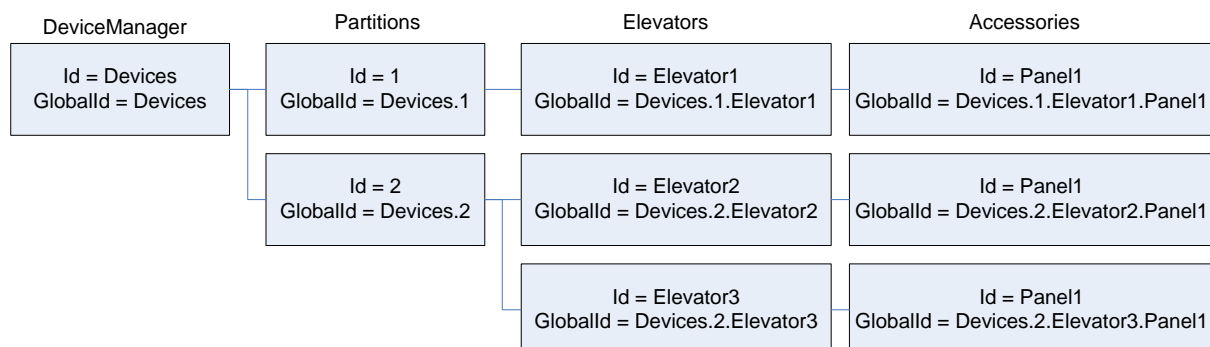 DeviceManager
Partitions
Elevators
Accessories
Id = Devices
GlobalId = Devices
Id = 1
GlobalId = Devices.1
Id = Elevator1
GlobalId = Devices.1.Elevator1
Id = Panel1
GlobalId = Devices.1.Elevator1.Panel1
Id = 2
GlobalId = Devices.2
Id = Elevator2
GlobalId = Devices.2.Elevator2
Id = Panel1
GlobalId = Devices.2.Elevator2.Panel1
Id = Elevator3
GlobalId = Devices.2.Elevator3
Id = Panel1
GlobalId = Devices.2.Elevator3.Panel1